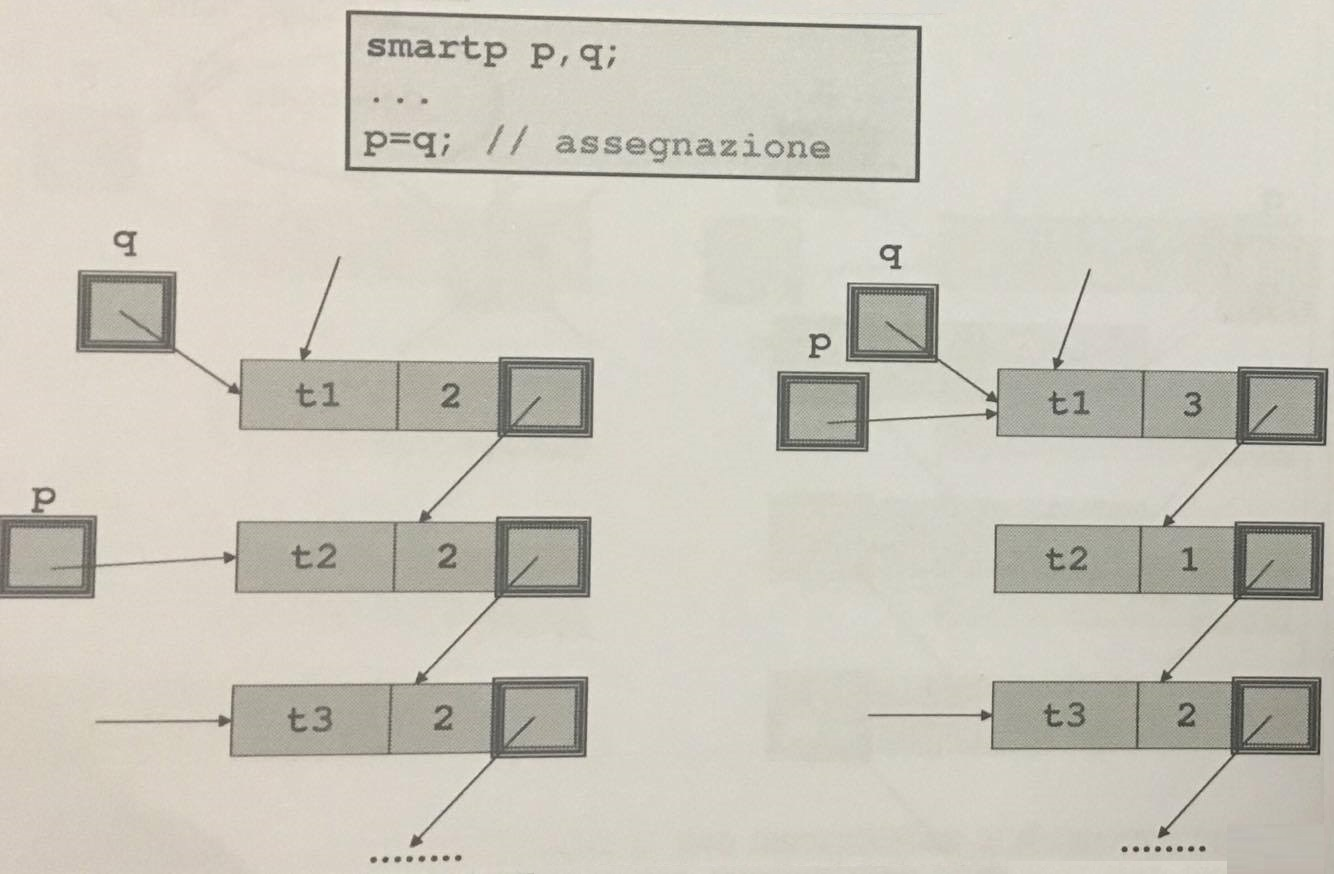 smartp p,q;
...
p=q; // assegnazione
q
t1 2
p
t2 2
t3 2
........
q
p
t1 3
t2 1
t3 2
........